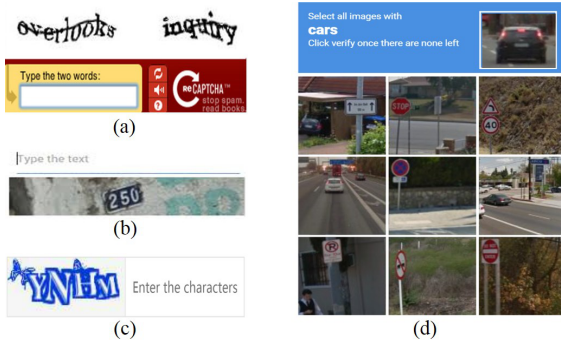 overlooks inquiry
Type the two words:
reCAPTCHA™
stop spam.
read books.
(a)
Type the text
250
(b)
YNHM
Enter the characters
(c)
Select all images with
cars
Click verify once there are none left
STOP
40
(d)